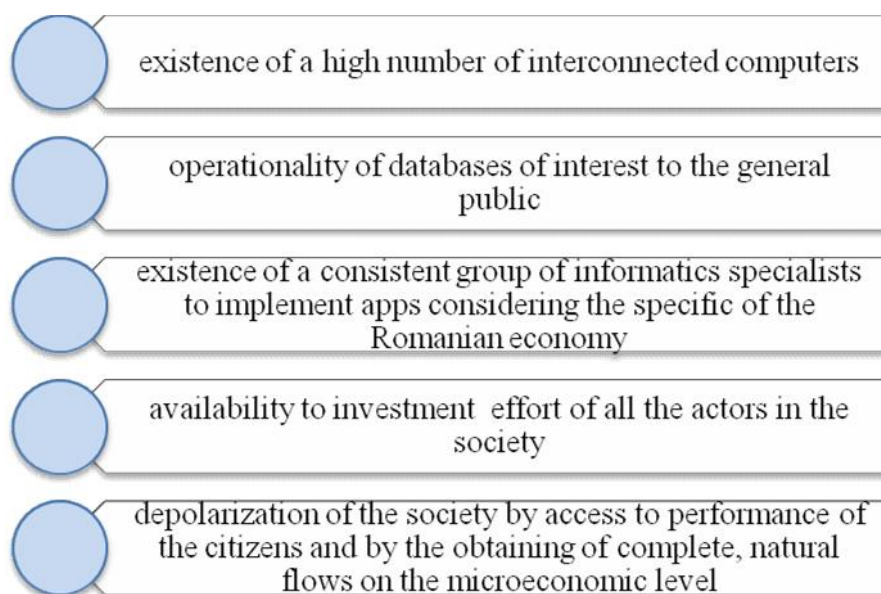 existence of a high number of interconnected computers
operationality of databases of interest to the general
public
existence of a consistent group of informatics specialists
to implement apps considering the specific of the
Romanian economy
availability to investment effort of all the actors in the
society
depolarization of the society by access to performance of
the citizens and by the obtaining of complete, natural
flows on the microeconomic level